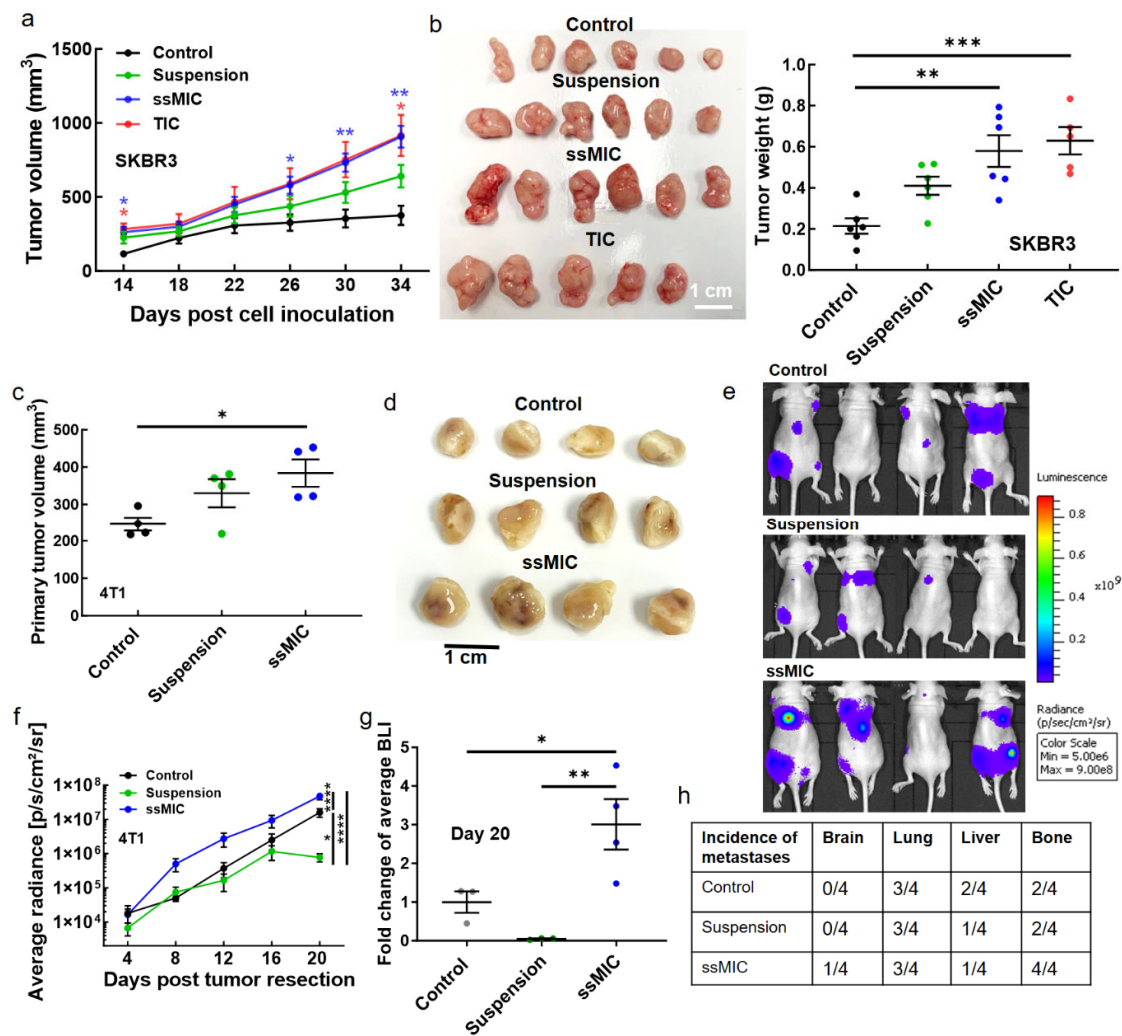 a
Tumor volume (mm³)
1500
1000
500
0
Control
Suspension
ssMIC
TIC
SKBR3
*
*
*
**
**
*
14 18 22 26 30 34
Days post cell inoculation
b
Control
Suspension
ssMIC
TIC
1 cm
Tumor weight (g)
1.0
0.8
0.6
0.4
0.2
0.0
***
**
SKBR3
Control
Suspension
ssMIC
TIC
c
Primary tumor volume (mm³)
500
400
300
200
100
0
*
4T1
Control
Suspension
ssMIC
d
Control
Suspension
ssMIC
1 cm
e
Control
Suspension
ssMIC
Luminescence
0.8
0.6
x10⁹
0.4
0.2
Radiance
(p/sec/cm²/sr)
Color Scale
Min = 5.00e6
Max = 9.00e8
f
Average radiance [p/s/cm²/sr]
1×10⁸
1×10⁷
1×10⁶
1×10⁵
1×10⁴
Control
Suspension
ssMIC
4T1
****
*
****
4 8 12 16 20
Days post tumor resection
g
Fold change of average BLI
5
4
3
2
1
0
*
**
Day 20
Control
Suspension
ssMIC
h
Incidence of metastases Brain Lung Liver Bone
Control 0/4 3/4 2/4 2/4
Suspension 0/4 3/4 1/4 2/4
ssMIC 1/4 3/4 1/4 4/4